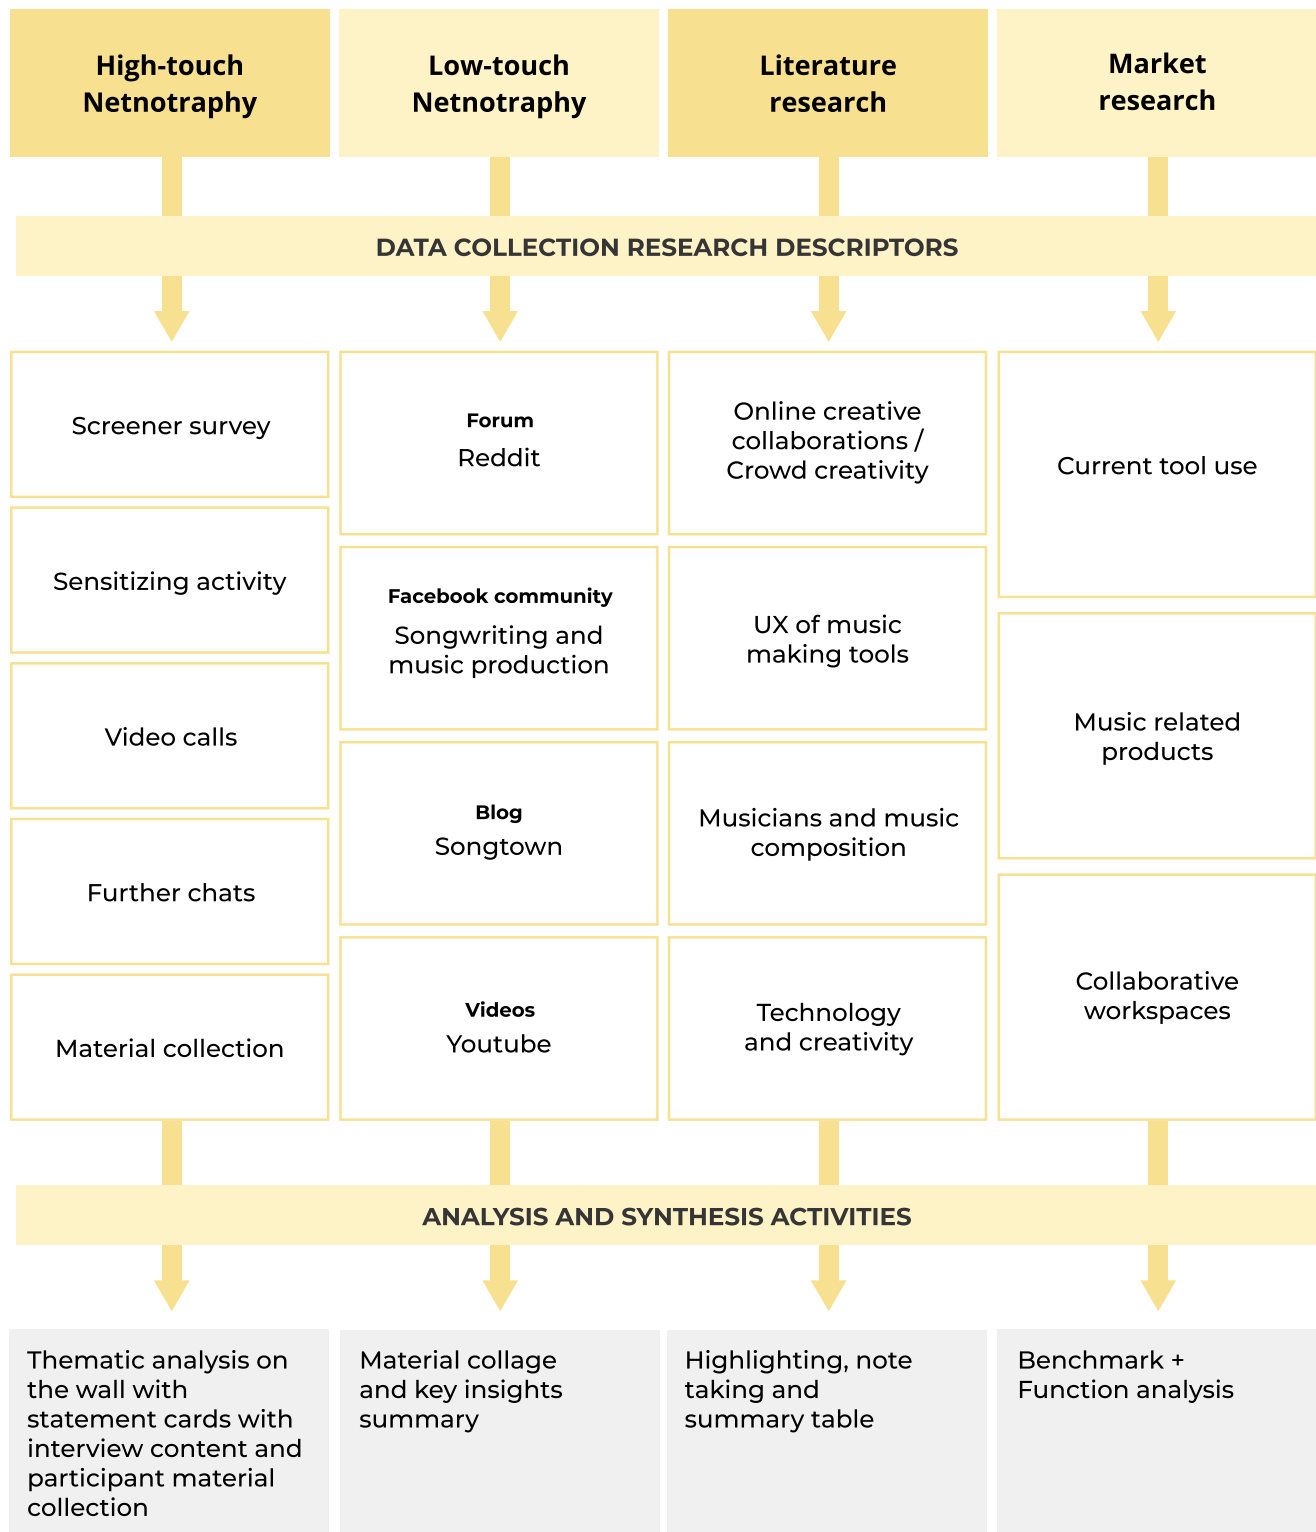 High-touch
Netnotraphy
Low-touch
Netnotraphy
Literature
research
Market
research
DATA COLLECTION RESEARCH DESCRIPTORS
Screener survey
Sensitizing activity
Video calls
Further chats
Material collection
Forum
Reddit
Facebook community
Songwriting and
music production
Blog
Songtown
Videos
Youtube
Online creative
collaborations /
Crowd creativity
UX of music
making tools
Musicians and music
composition
Technology
and creativity
Current tool use
Music related
products
Collaborative
workspaces
ANALYSIS AND SYNTHESIS ACTIVITIES
Thematic analysis on
the wall with
statement cards with
interview content and
participant material
collection
Material collage
and key insights
summary
Highlighting, note
taking and
summary table
Benchmark +
Function analysis